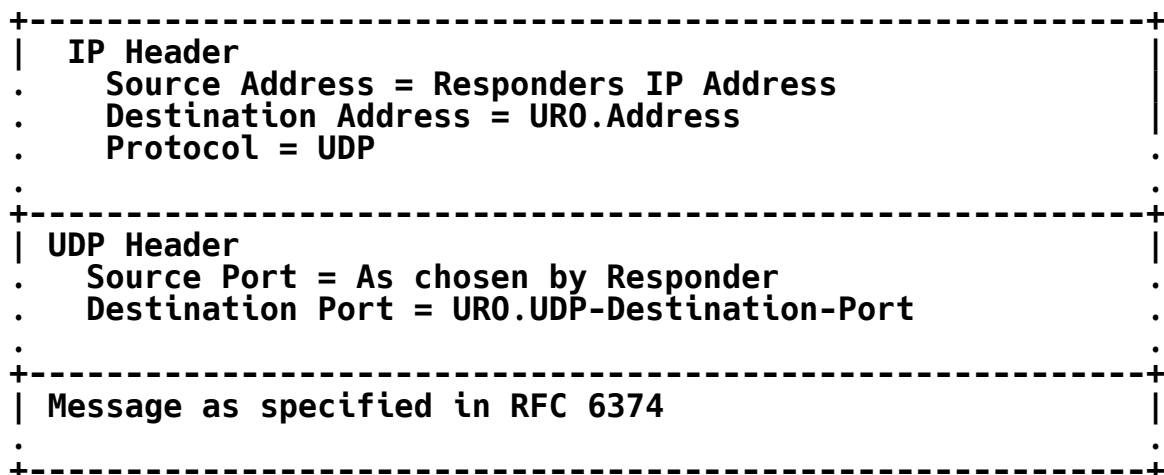 +-----------------------------------------------------------+
|  IP Header                                                |
.    Source Address = Responders IP Address                 |
.    Destination Address = URO.Address                      |
.    Protocol = UDP                                         .
.                                                           .
+-----------------------------------------------------------+
| UDP Header                                                |
.   Source Port = As chosen by Responder                    .
.   Destination Port = URO.UDP-Destination-Port             .
.                                                           .
+-----------------------------------------------------------+
| Message as specified in RFC 6374                          |
.                                                           .
+-----------------------------------------------------------+